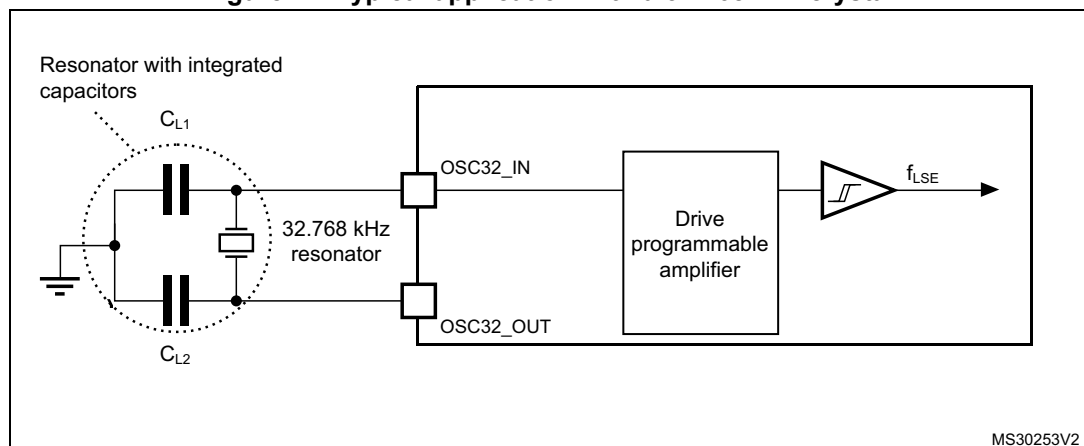 Resonator with integrated
capacitors
CL1
OSC32_IN
fLSE
32.768 kHz
resonator
Drive
programmable
amplifier
OSC32_OUT
CL2
MS30253V2